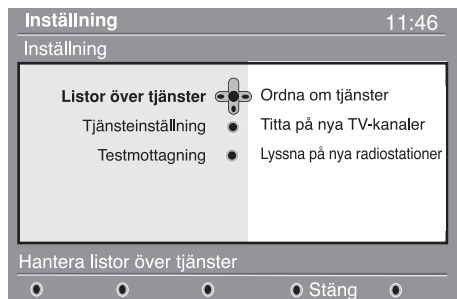 Inställning 11:46
Inställning
Listor över tjänster Ordna om tjänster
Tjänsteinställning Titta på nya TV-kanaler
Testmottagning Lyssna på nya radiostationer
Hantera listor över tjänster
Stäng